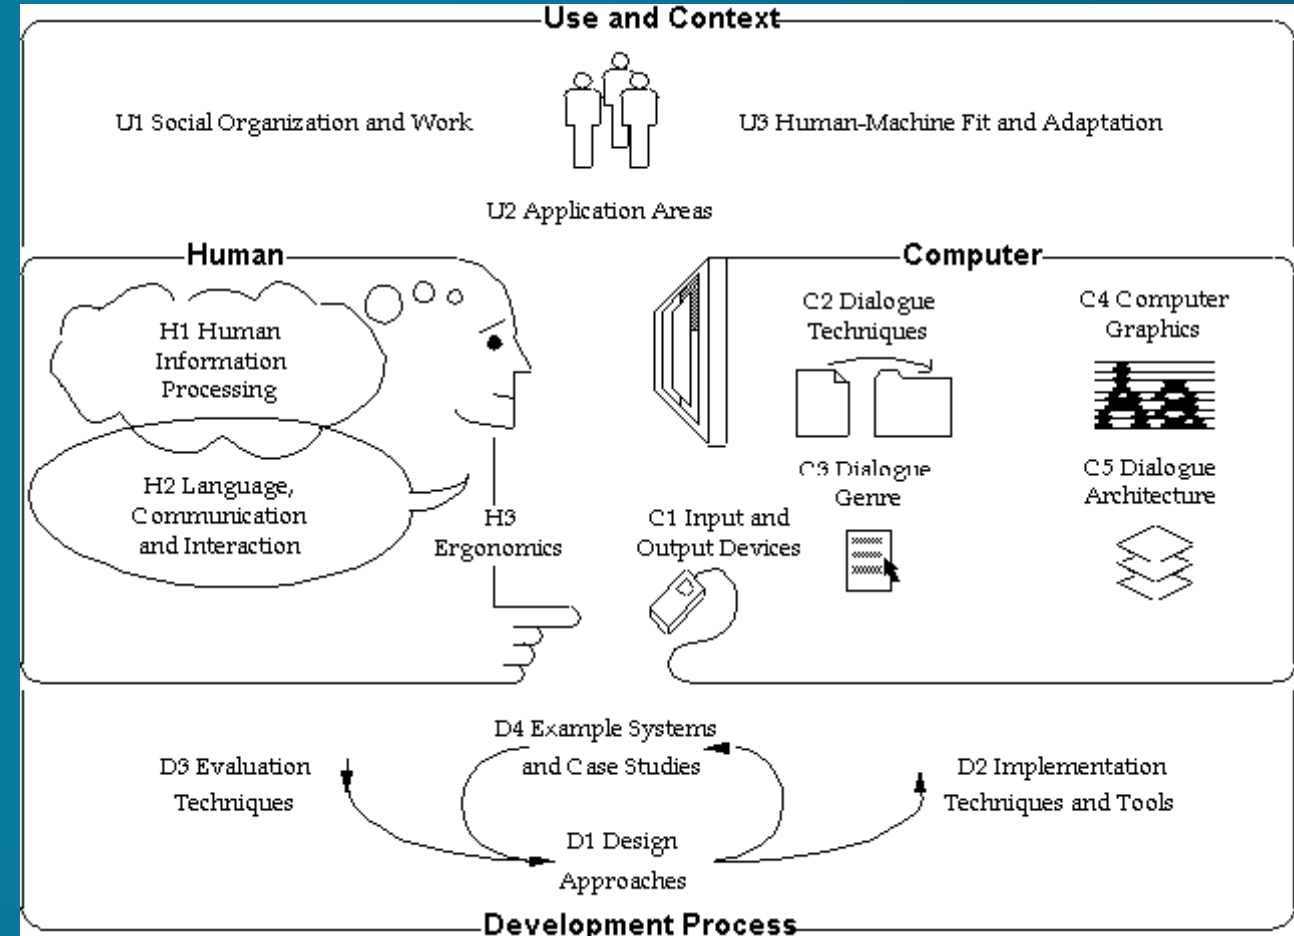 Use and Context
U1 Social Organization and Work
U3 Human-Machine Fit and Adaptation
U2 Application Areas
Human
H1 Human
Information
Processing
H2 Language,
Communication
and Interaction
H3
Ergonomics
Computer
C2 Dialogue
Techniques
C4 Computer
Graphics
Aa
C3 Dialogue
Genre
C5 Dialogue
Architecture
C1 Input and
Output Devices
D4 Example Systems
and Case Studies
D3 Evaluation
Techniques
D2 Implementation
Techniques and Tools
D1 Design
Approaches
Development Process